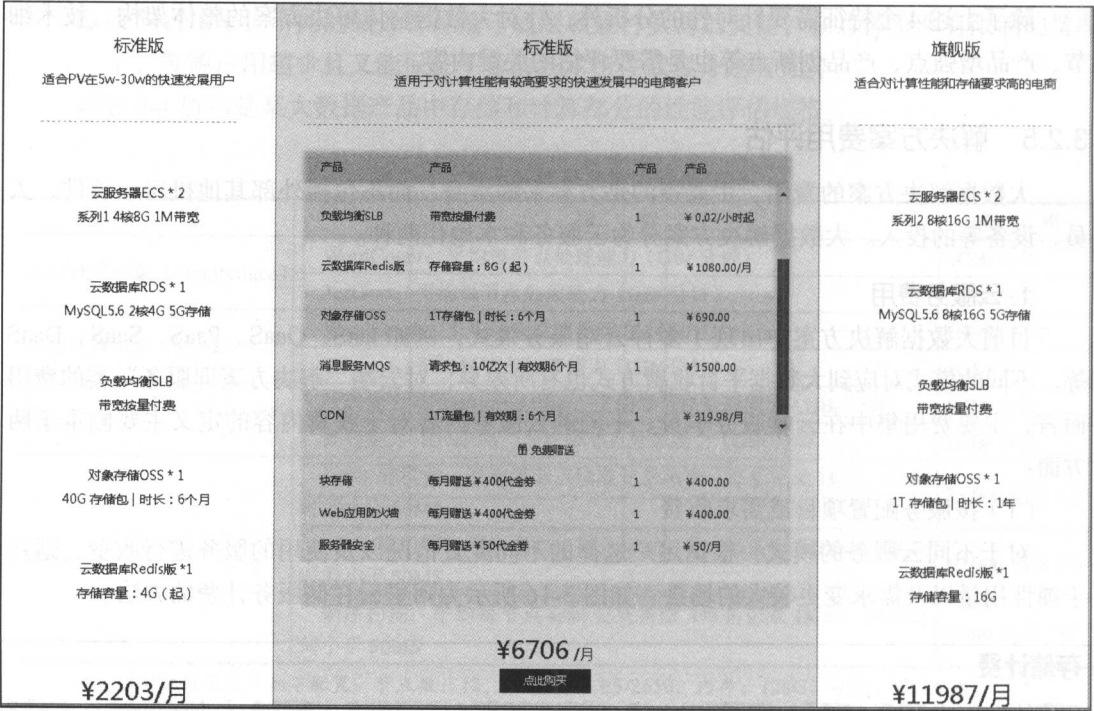 标准版
适合PV在5w-30w的快速发展用户
云服务器ECS * 1
系列1 4核8G 1M带宽
云数据库RDS * 1
MySQL5.6 2核4G 5G存储
负载均衡SLB
带宽按量付费
对象存储OSS * 1
40G 存储包 | 时长：6个月
云数据库Redis版 *1
存储容量：4G（起）
¥2203/月
标准版
适用于对计算性能有较高要求的快速发展中的电商客户
产品 产品 产品 产品
负载均衡SLB 带宽按量付费 1 ¥ 0.02/小时起
云数据库Redis版 存储容量：8G（起） 1 ¥1080.00/月
对象存储OSS 1T存储包 | 时长：6个月 1 ¥690.00
消息服务MQS 请求包：10亿次 | 有效期6个月 1 ¥1500.00
CDN 1T流量包 | 有效期：6个月 1 ¥ 319.98/月
免费赠送
块存储 每月赠送¥400代金劵 1 ¥400.00
Web应用防火墙 每月赠送¥400代金劵 1 ¥400.00
服务器安全 每月赠送¥50代金劵 1 ¥50/月
¥6706 /月
点此购买
旗舰版
适合对计算性能和存储要求高的电商
云服务器ECS * 2
系列2 8核16G 1M带宽
云数据库RDS * 1
MySQL5.6 8核16G 5G存储
负载均衡SLB
带宽按量付费
对象存储OSS * 1
1T 存储包 | 时长：1年
云数据库Redis版*1
存储容量：16G
¥11987/月